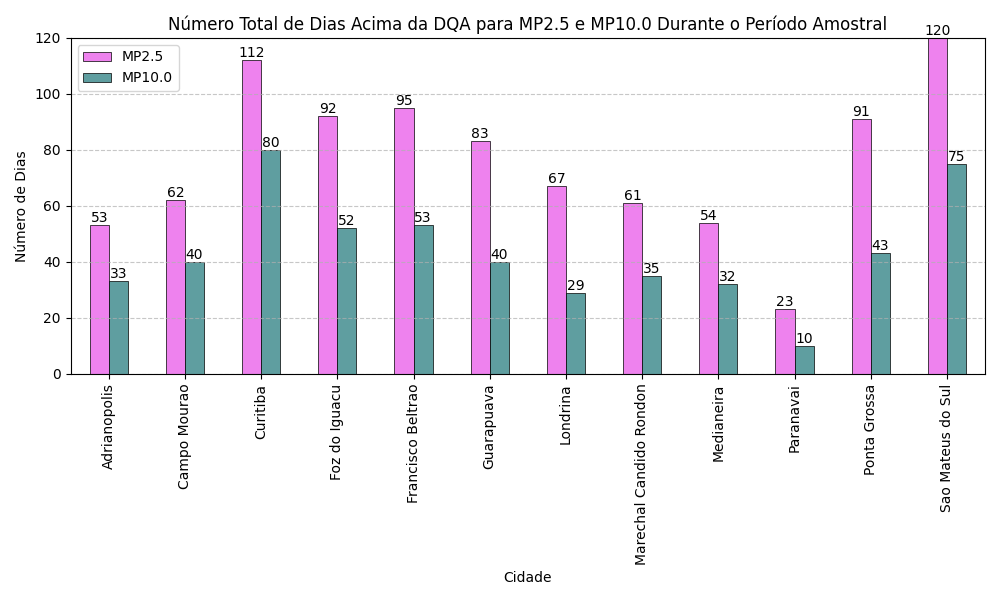 Número Total de Dias Acima da DQA para MP2.5 e MP10.0 Durante o Período Amostral
MP2.5
MP10.0
Número de Dias
120
100
80
60
40
20
0
53
33
62
40
112
80
92
52
95
53
83
40
67
29
61
35
54
32
23
10
91
43
120
75
Adrianopolis
Campo Mourao
Curitiba
Foz do Iguacu
Francisco Beltrao
Guarapuava
Londrina
Marechal Candido Rondon
Medianeira
Paranavai
Ponta Grossa
Sao Mateus do Sul
Cidade